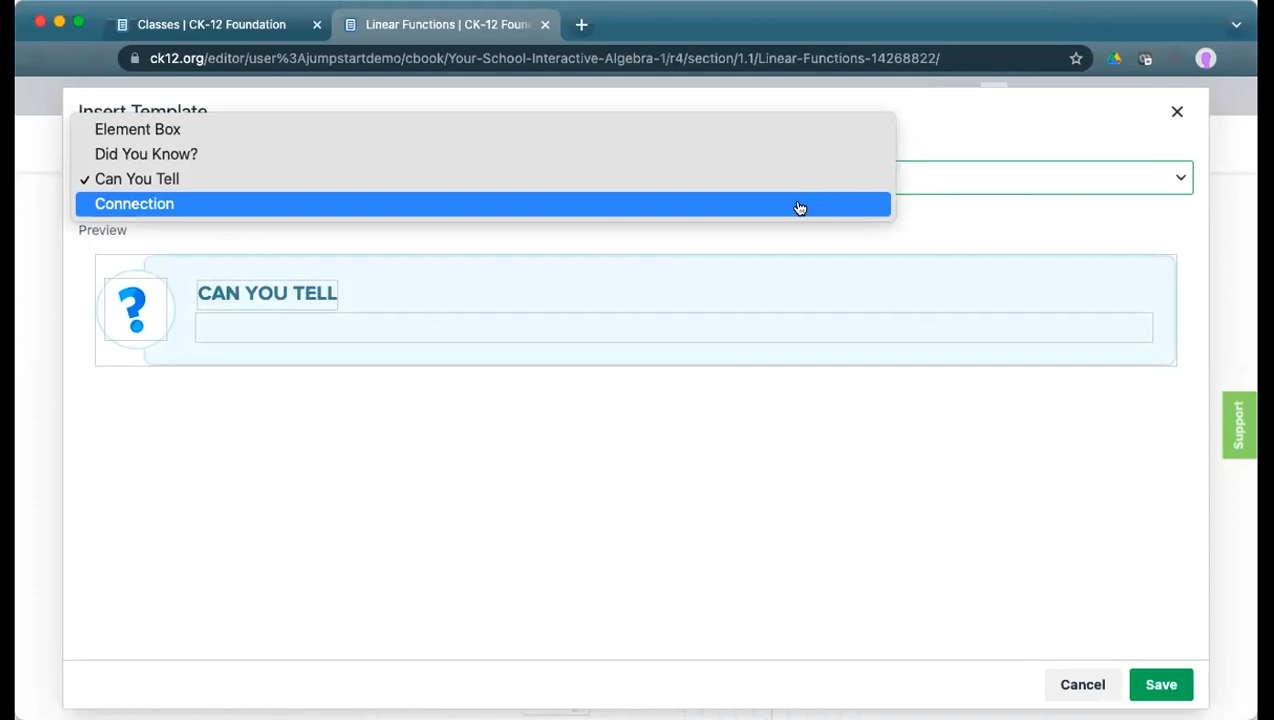 Classes | CK-12 Foundation
Linear Functions | CK-12 Foun
ck12.org/editor/user%3Ajumpstartdemo/cbook/Your-School-Interactive-Algebra-1/r4/section/1.1/Linear-Functions-14268822/
Insert Template
Element Box
Did You Know?
✓ Can You Tell
Connection
Preview
?
CAN YOU TELL
Support
Cancel
Save